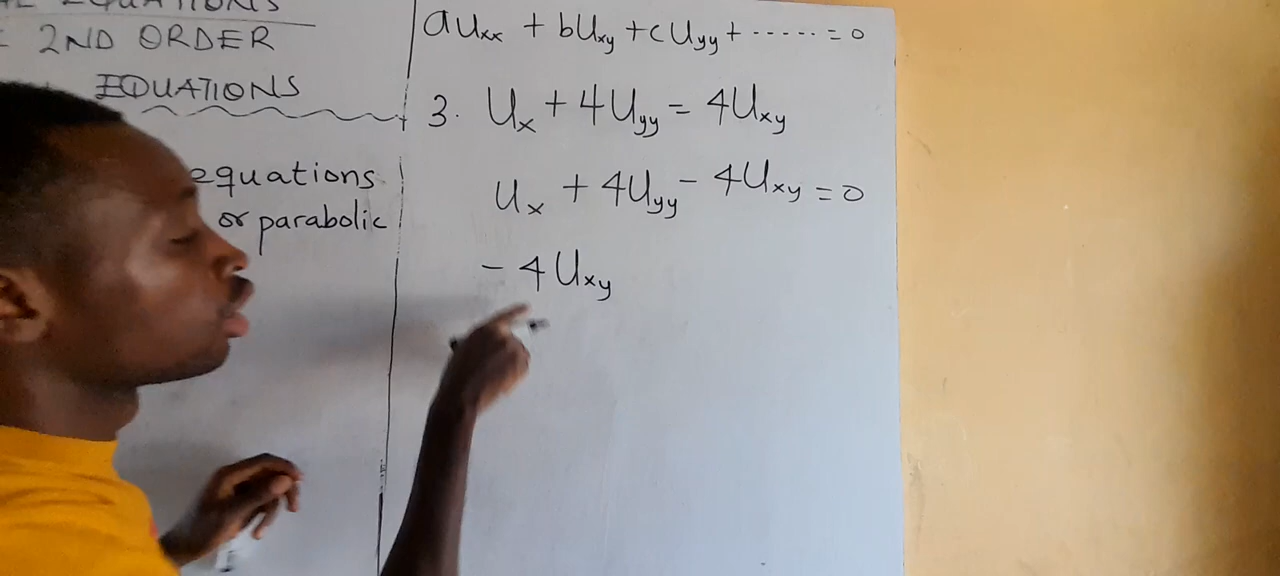 EQUATIONS
2ND ORDER
EQUATIONS
equations
or parabolic
aUxx + bUxy + cUyy + ..... = 0
3. Ux + 4Uyy = 4Uxy
Ux + 4Uyy - 4Uxy = 0
- 4Uxy